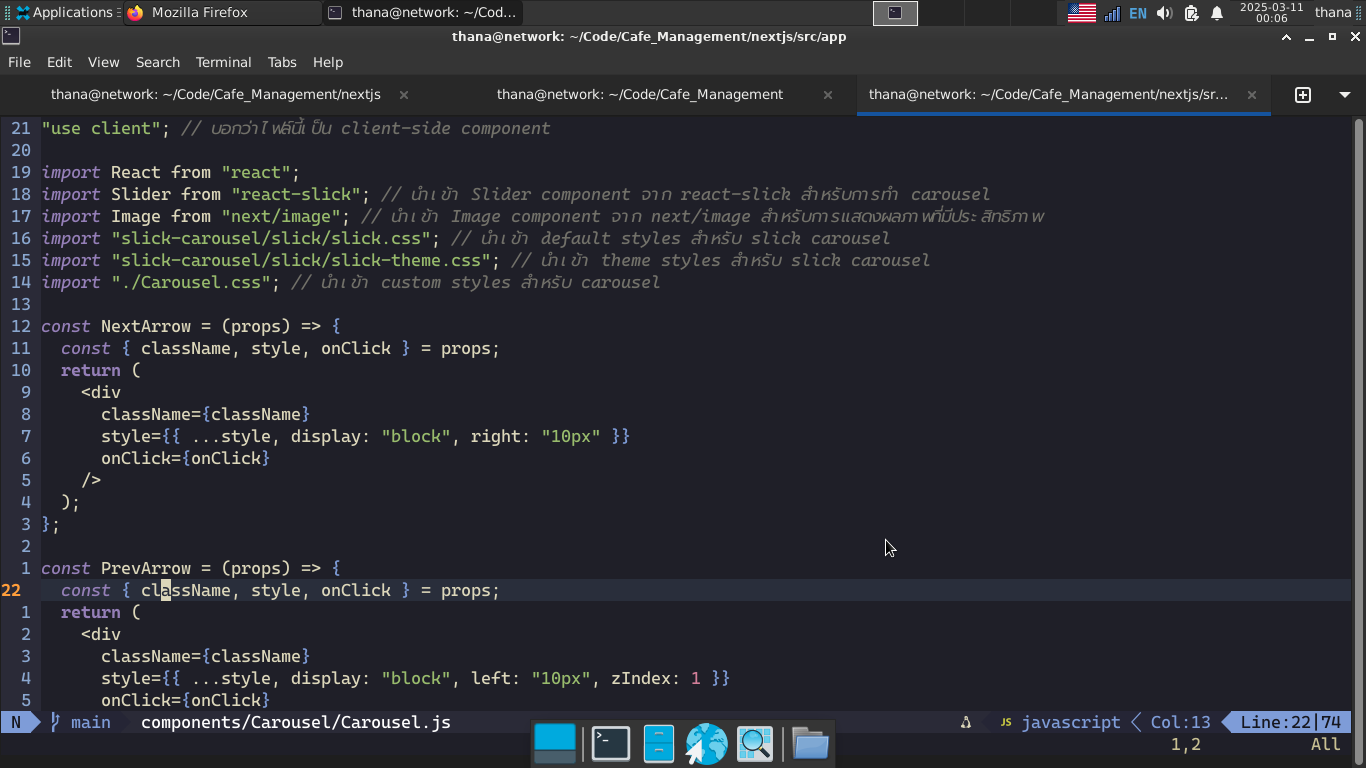 Applications
Mozilla Firefox
thana@network: ~/Cod...
EN
2025-03-11
00:06
thana
thana@network: ~/Code/Cafe_Management/nextjs/src/app
File Edit View Search Terminal Tabs Help
thana@network: ~/Code/Cafe_Management/nextjs
thana@network: ~/Code/Cafe_Management
thana@network: ~/Code/Cafe_Management/nextjs/sr...
21 "use client"; // บอกว่าไฟล์นี้เป็น client-side component
20
19 import React from "react";
18 import Slider from "react-slick"; // นำเข้า Slider component จาก react-slick สำหรับการทำ carousel
17 import Image from "next/image"; // นำเข้า Image component จาก next/image สำหรับการแสดงผลภาพที่มีประสิทธิภาพ
16 import "slick-carousel/slick/slick.css"; // นำเข้า default styles สำหรับ slick carousel
15 import "slick-carousel/slick/slick-theme.css"; // นำเข้า theme styles สำหรับ slick carousel
14 import "./Carousel.css"; // นำเข้า custom styles สำหรับ carousel
13
12 const NextArrow = (props) => {
11   const { className, style, onClick } = props;
10   return (
9     <div
8       className={className}
7       style={{ ...style, display: "block", right: "10px" }}
6       onClick={onClick}
5     />
4   );
3 };
2
1 const PrevArrow = (props) => {
22   const { className, style, onClick } = props;
1   return (
2     <div
3       className={className}
4       style={{ ...style, display: "block", left: "10px", zIndex: 1 }}
5       onClick={onClick}
N main components/Carousel/Carousel.js JS javascript Col:13 Line:22|74
1,2 All